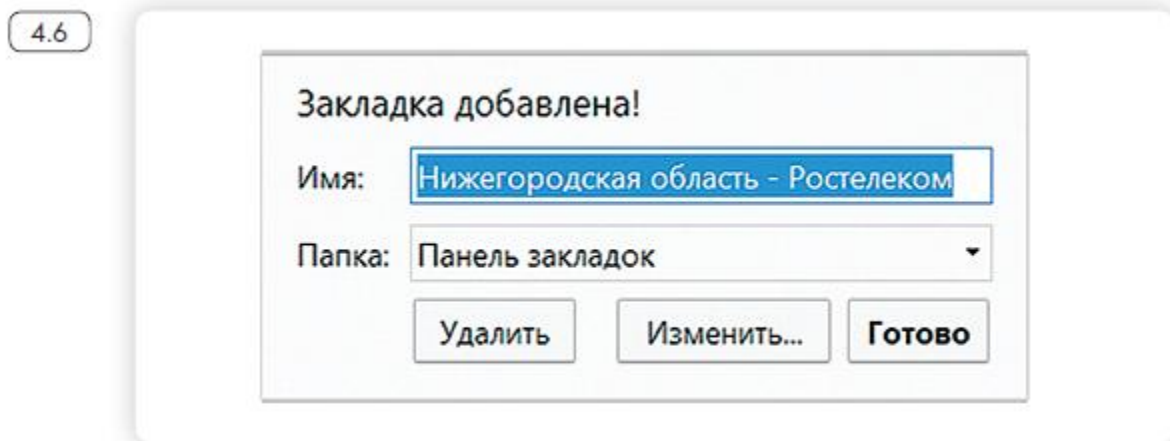 4.6
Закладка добавлена!
Имя: Нижегородская область - Ростелеком
Папка: Панель закладок
Удалить Изменить... Готово